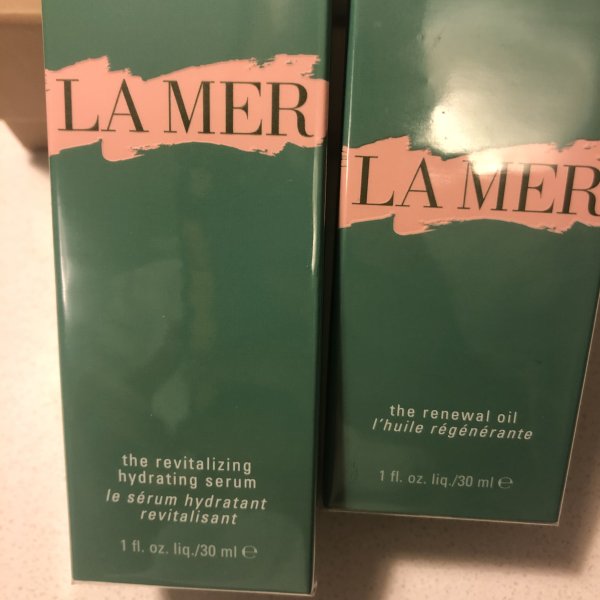 LA MER
the revitalizing
hydrating serum
le sérum hydratant
revitalisant
1 fl. oz. liq./30 ml ℮
LA MER
the renewal oil
l'huile régénérante
1 fl. oz. liq./30 ml ℮